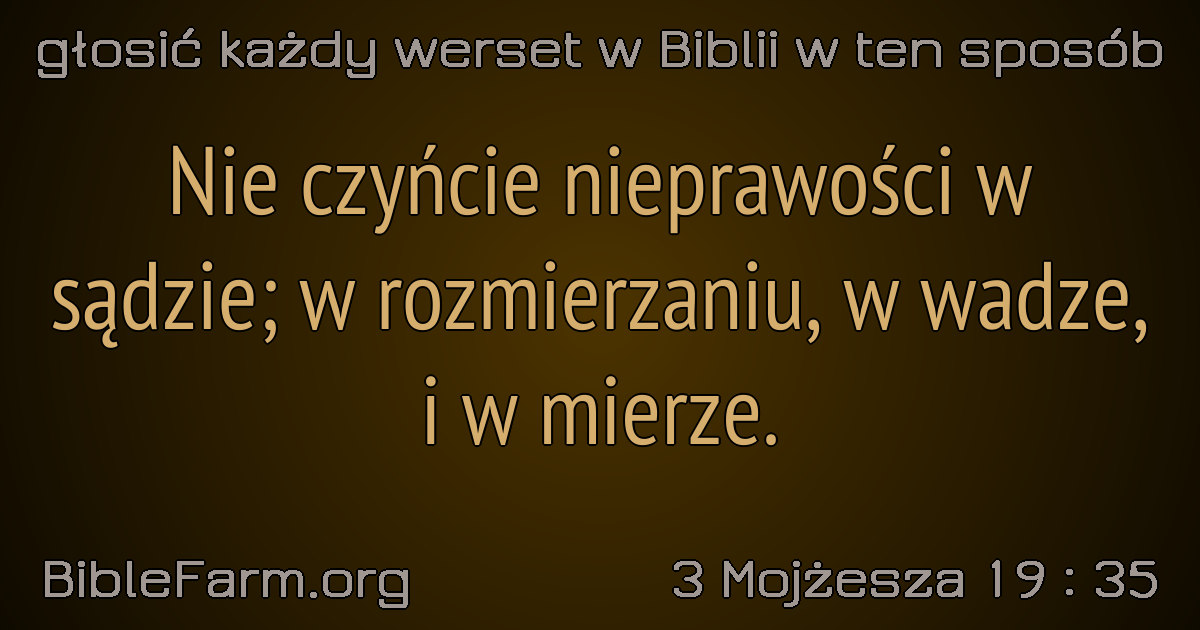 głosić każdy werset w Biblii w ten sposób
Nie czyńcie nieprawości w
sądzie; w rozmierzaniu, w wadze,
i w mierze.
BibleFarm.org
3 Mojżesza 19 : 35